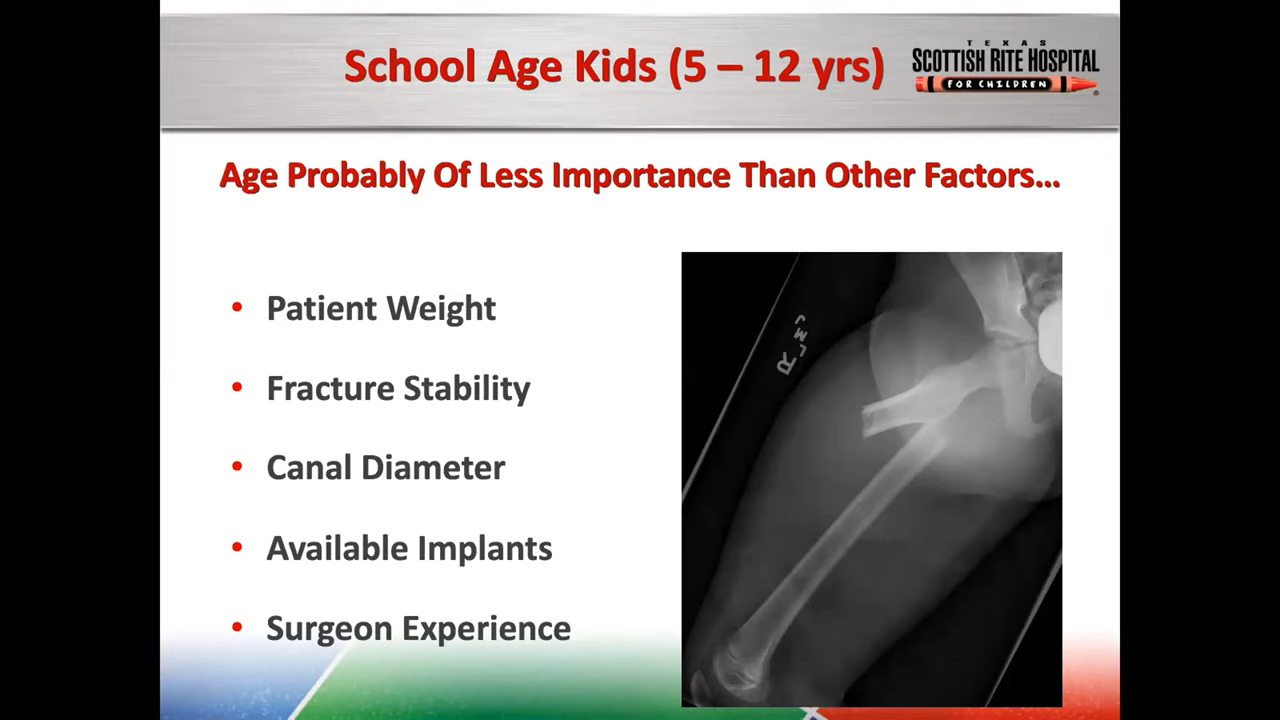 School Age Kids (5 – 12 yrs)
TEXAS
SCOTTISH RITE HOSPITAL
FOR CHILDREN
®
Age Probably Of Less Importance Than Other Factors...
• Patient Weight
• Fracture Stability
• Canal Diameter
• Available Implants
• Surgeon Experience
R